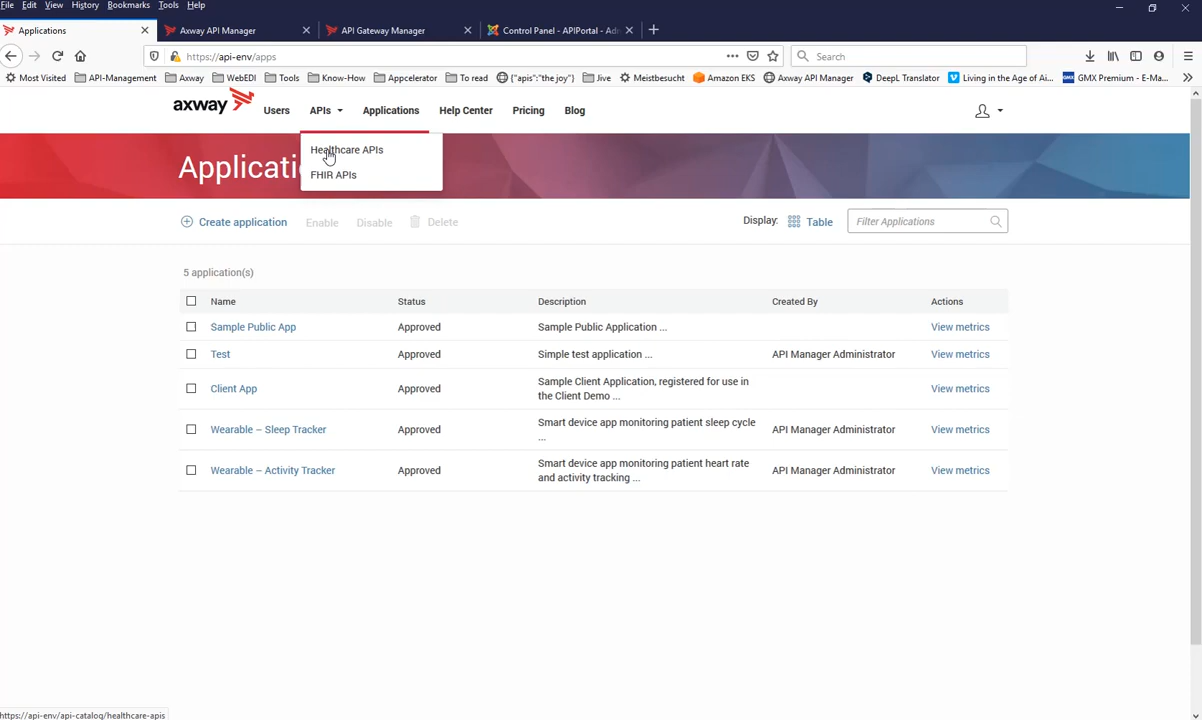 File Edit View History Bookmarks Tools Help
Applications
Axway API Manager
API Gateway Manager
Control Panel - APIPortal - Adm
https://api-env/apps
Search
Most Visited API-Management Axway WebEDI Tools Know-How Appcelerator To read {"apis":"the joy"} Jive Meistbesucht Amazon EKS Axway API Manager DeepL Translator Living in the Age of Ai... GMX Premium - E-Ma...
axway Users APIs Applications Help Center Pricing Blog
Healthcare APIs
FHIR APIs
Applicati
Create application Enable Disable Delete Display: Table Filter Applications
5 application(s)
Name Status Description Created By Actions
Sample Public App Approved Sample Public Application ... View metrics
Test Approved Simple test application ... API Manager Administrator View metrics
Client App Approved Sample Client Application, registered for use in
the Client Demo ... View metrics
Wearable – Sleep Tracker Approved Smart device app monitoring patient sleep cycle
... API Manager Administrator View metrics
Wearable – Activity Tracker Approved Smart device app monitoring patient heart rate
and activity tracking ... API Manager Administrator View metrics
https://api-env/api-catalog/healthcare-apis